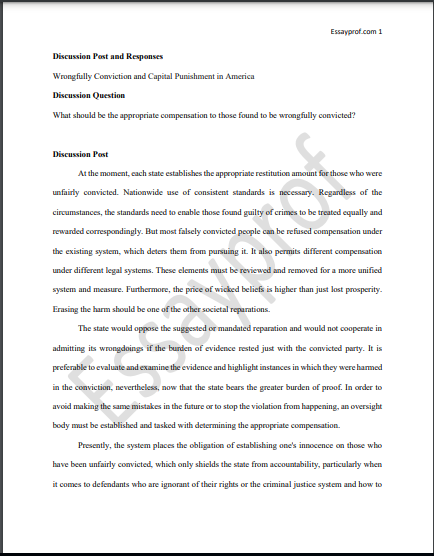 Essayprof.com 1
Discussion Post and Responses
Wrongfully Conviction and Capital Punishment in America
Discussion Question
What should be the appropriate compensation to those found to be wrongfully convicted?
Discussion Post
At the moment, each state establishes the appropriate restitution amount for those who were
unfairly convicted. Nationwide use of consistent standards is necessary. Regardless of the
circumstances, the standards need to enable those found guilty of crimes to be treated equally and
rewarded correspondingly. But most falsely convicted people can be refused compensation under
the existing system, which deters them from pursuing it. It also permits different compensation
under different legal systems. These elements must be reviewed and removed for a more unified
system and measure. Furthermore, the price of wicked beliefs is higher than just lost prosperity.
Erasing the harm should be one of the other societal reparations.
The state would oppose the suggested or mandated reparation and would not cooperate in
admitting its wrongdoings if the burden of evidence rested just with the convicted party. It is
preferable to evaluate and examine the evidence and highlight instances in which they were harmed
in the conviction, nevertheless, now that the state bears the greater burden of proof. In order to
avoid making the same mistakes in the future or to stop the violation from happening, an oversight
body must be established and tasked with determining the appropriate compensation.
Presently, the system places the obligation of establishing one's innocence on those who
have been unfairly convicted, which only shields the state from accountability, particularly when
it comes to defendants who are ignorant of their rights or the criminal justice system and how to
Essayprof